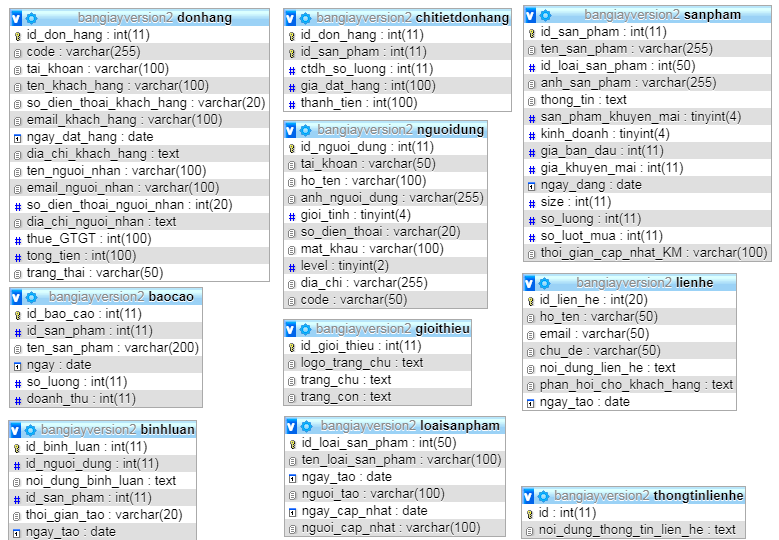 bangiayversion2 donhang
id_don_hang : int(11)
code : varchar(255)
tai_khoan : varchar(100)
ten_khach_hang : varchar(100)
so_dien_thoai_khach_hang : varchar(20)
email_khach_hang : varchar(100)
ngay_dat_hang : date
dia_chi_khach_hang : text
ten_nguoi_nhan : varchar(100)
email_nguoi_nhan : varchar(100)
so_dien_thoai_nguoi_nhan : int(20)
dia_chi_nguoi_nhan : text
thue_GTGT : int(100)
tong_tien : int(100)
trang_thai : varchar(50)
bangiayversion2 baocao
id_bao_cao : int(11)
id_san_pham : int(11)
ten_san_pham : varchar(200)
ngay : date
so_luong : int(11)
doanh_thu : int(11)
bangiayversion2 binhluan
id_binh_luan : int(11)
id_nguoi_dung : int(11)
noi_dung_binh_luan : text
id_san_pham : int(11)
thoi_gian_tao : varchar(20)
ngay_tao : date
bangiayversion2 chitietdonhang
id_don_hang : int(11)
id_san_pham : int(11)
ctdh_so_luong : int(11)
gia_dat_hang : int(100)
thanh_tien : int(100)
bangiayversion2 nguoidung
id_nguoi_dung : int(11)
tai_khoan : varchar(50)
ho_ten : varchar(100)
anh_nguoi_dung : varchar(255)
gioi_tinh : tinyint(4)
so_dien_thoai : varchar(20)
mat_khau : varchar(100)
level : tinyint(2)
dia_chi : varchar(255)
code : varchar(50)
bangiayversion2 gioithieu
id_gioi_thieu : int(11)
logo_trang_chu : text
trang_chu : text
trang_con : text
bangiayversion2 loaisanpham
id_loai_san_pham : int(50)
ten_loai_san_pham : varchar(100)
ngay_tao : date
nguoi_tao : varchar(100)
ngay_cap_nhat : date
nguoi_cap_nhat : varchar(100)
bangiayversion2 sanpham
id_san_pham : int(11)
ten_san_pham : varchar(255)
id_loai_san_pham : int(50)
anh_san_pham : varchar(255)
thong_tin : text
san_pham_khuyen_mai : tinyint(4)
kinh_doanh : tinyint(4)
gia_ban_dau : int(11)
gia_khuyen_mai : int(11)
ngay_dang : date
size : int(11)
so_luong : int(11)
so_luot_mua : int(11)
thoi_gian_cap_nhat_KM : varchar(100)
bangiayversion2 lienhe
id_lien_he : int(20)
ho_ten : varchar(50)
email : varchar(50)
chu_de : varchar(50)
noi_dung_lien_he : text
phan_hoi_cho_khach_hang : text
ngay_tao : date
bangiayversion2 thongtinlienhe
id : int(11)
noi_dung_thong_tin_lien_he : text